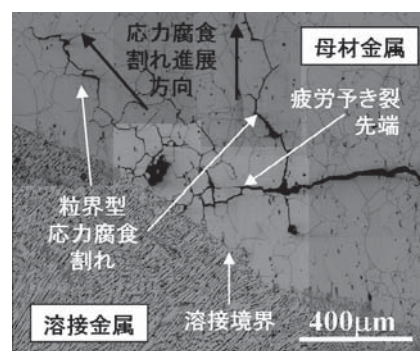 応力腐食
割れ進展
方向
母材金属
疲労予き裂
先端
粒界型
応力腐食
割れ
溶接金属
溶接境界
400μm